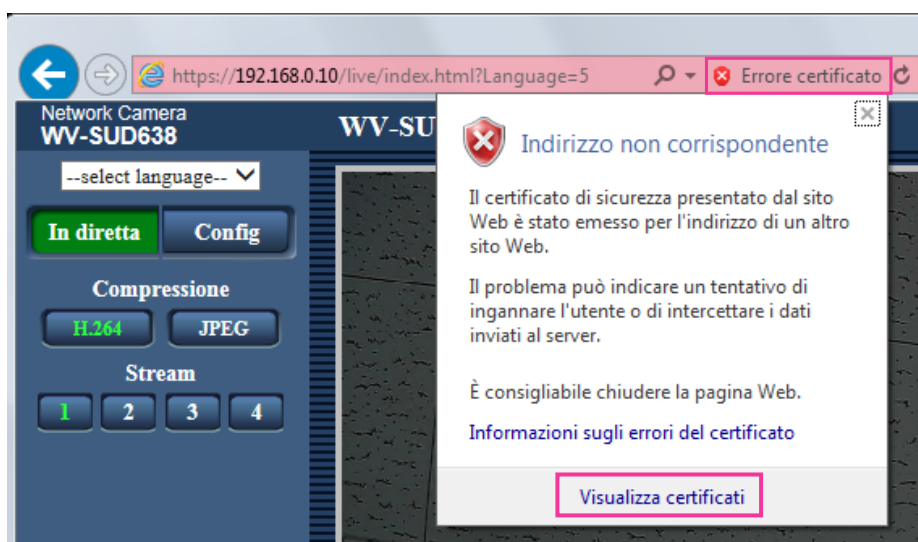 https://192.168.0.10/live/index.html?Language=5
Errore certificato
Network Camera
WV-SUD638
WV-SU
--select language--
In diretta
Config
Compressione
H.264
JPEG
Stream
1
2
3
4
Indirizzo non corrispondente
Il certificato di sicurezza presentato dal sito
Web è stato emesso per l'indirizzo di un altro
sito Web.
Il problema può indicare un tentativo di
ingannare l'utente o di intercettare i dati
inviati al server.
È consigliabile chiudere la pagina Web.
Informazioni sugli errori del certificato
Visualizza certificati